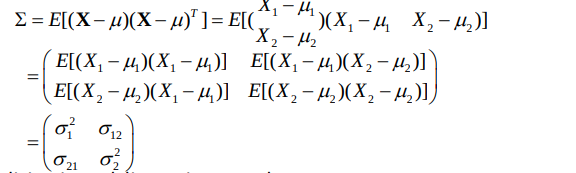 Σ = E[(X − μ)(X − μ)ᵀ] = E[(X₁ − μ₁ X₂ − μ₂)(X₁ − μ₁ X₂ − μ₂)]
= (E[(X₁ − μ₁)(X₁ − μ₁)] E[(X₁ − μ₁)(X₂ − μ₂)]
E[(X₂ − μ₂)(X₁ − μ₁)] E[(X₂ − μ₂)(X₂ − μ₂)])
= (σ₁² σ₁₂
σ₂₁ σ₂²)